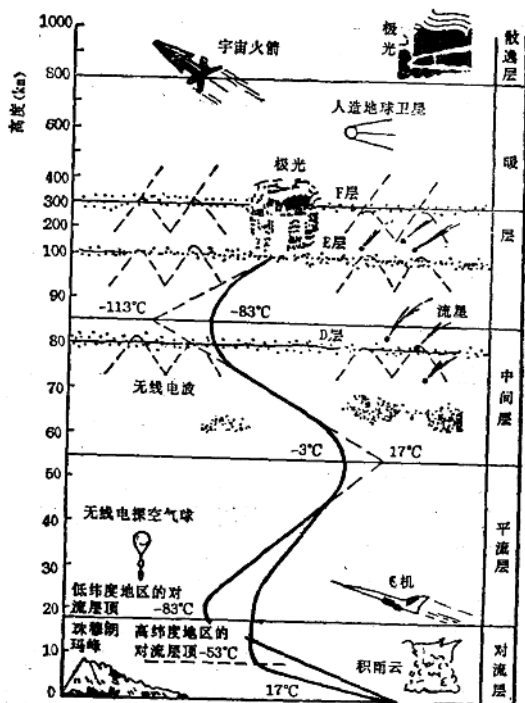 高度(km)
1000
900
800
600
400
300
200
100
90
80
70
60
50
40
30
20
10
0
宇宙火箭
极光
散逸层
人造地球卫层
暖层
极光
F层
E层
-113℃
-83℃
流星
D层
无线电波
中间层
-3℃
17℃
无线电探空气球
平流层
机
低纬度地区的对
流层顶
-83℃
珠穆朗
玛峰
高纬度地区的
对流层顶-53℃
积雨云
对流层
17℃